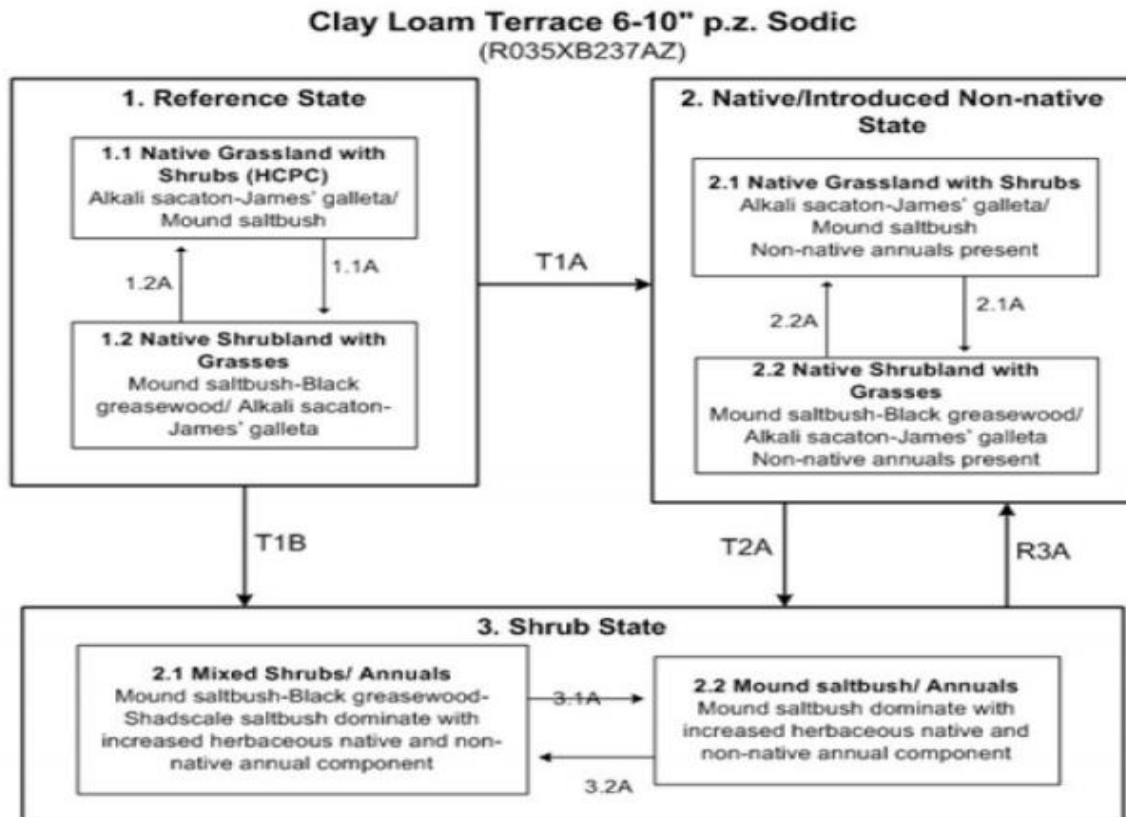 Clay Loam Terrace 6-10" p.z. Sodic
(R035XB237AZ)
1. Reference State
1.1 Native Grassland with
Shrubs (HCPC)
Alkali sacaton-James' galleta/
Mound saltbush
1.2A
1.1A
1.2 Native Shrubland with
Grasses
Mound saltbush-Black
greasewood/ Alkali sacaton-
James' galleta
T1A
2. Native/Introduced Non-native
State
2.1 Native Grassland with Shrubs
Alkali sacaton-James' galleta/
Mound saltbush
Non-native annuals present
2.2A
2.1A
2.2 Native Shrubland with
Grasses
Mound saltbush-Black greasewood/
Alkali sacaton-James' galleta
Non-native annuals present
T1B
T2A
R3A
3. Shrub State
2.1 Mixed Shrubs/ Annuals
Mound saltbush-Black greasewood-
Shadscale saltbush dominate with
increased herbaceous native and non-
native annual component
3.1A
3.2A
2.2 Mound saltbush/ Annuals
Mound saltbush dominate with
increased herbaceous native and
non-native annual component